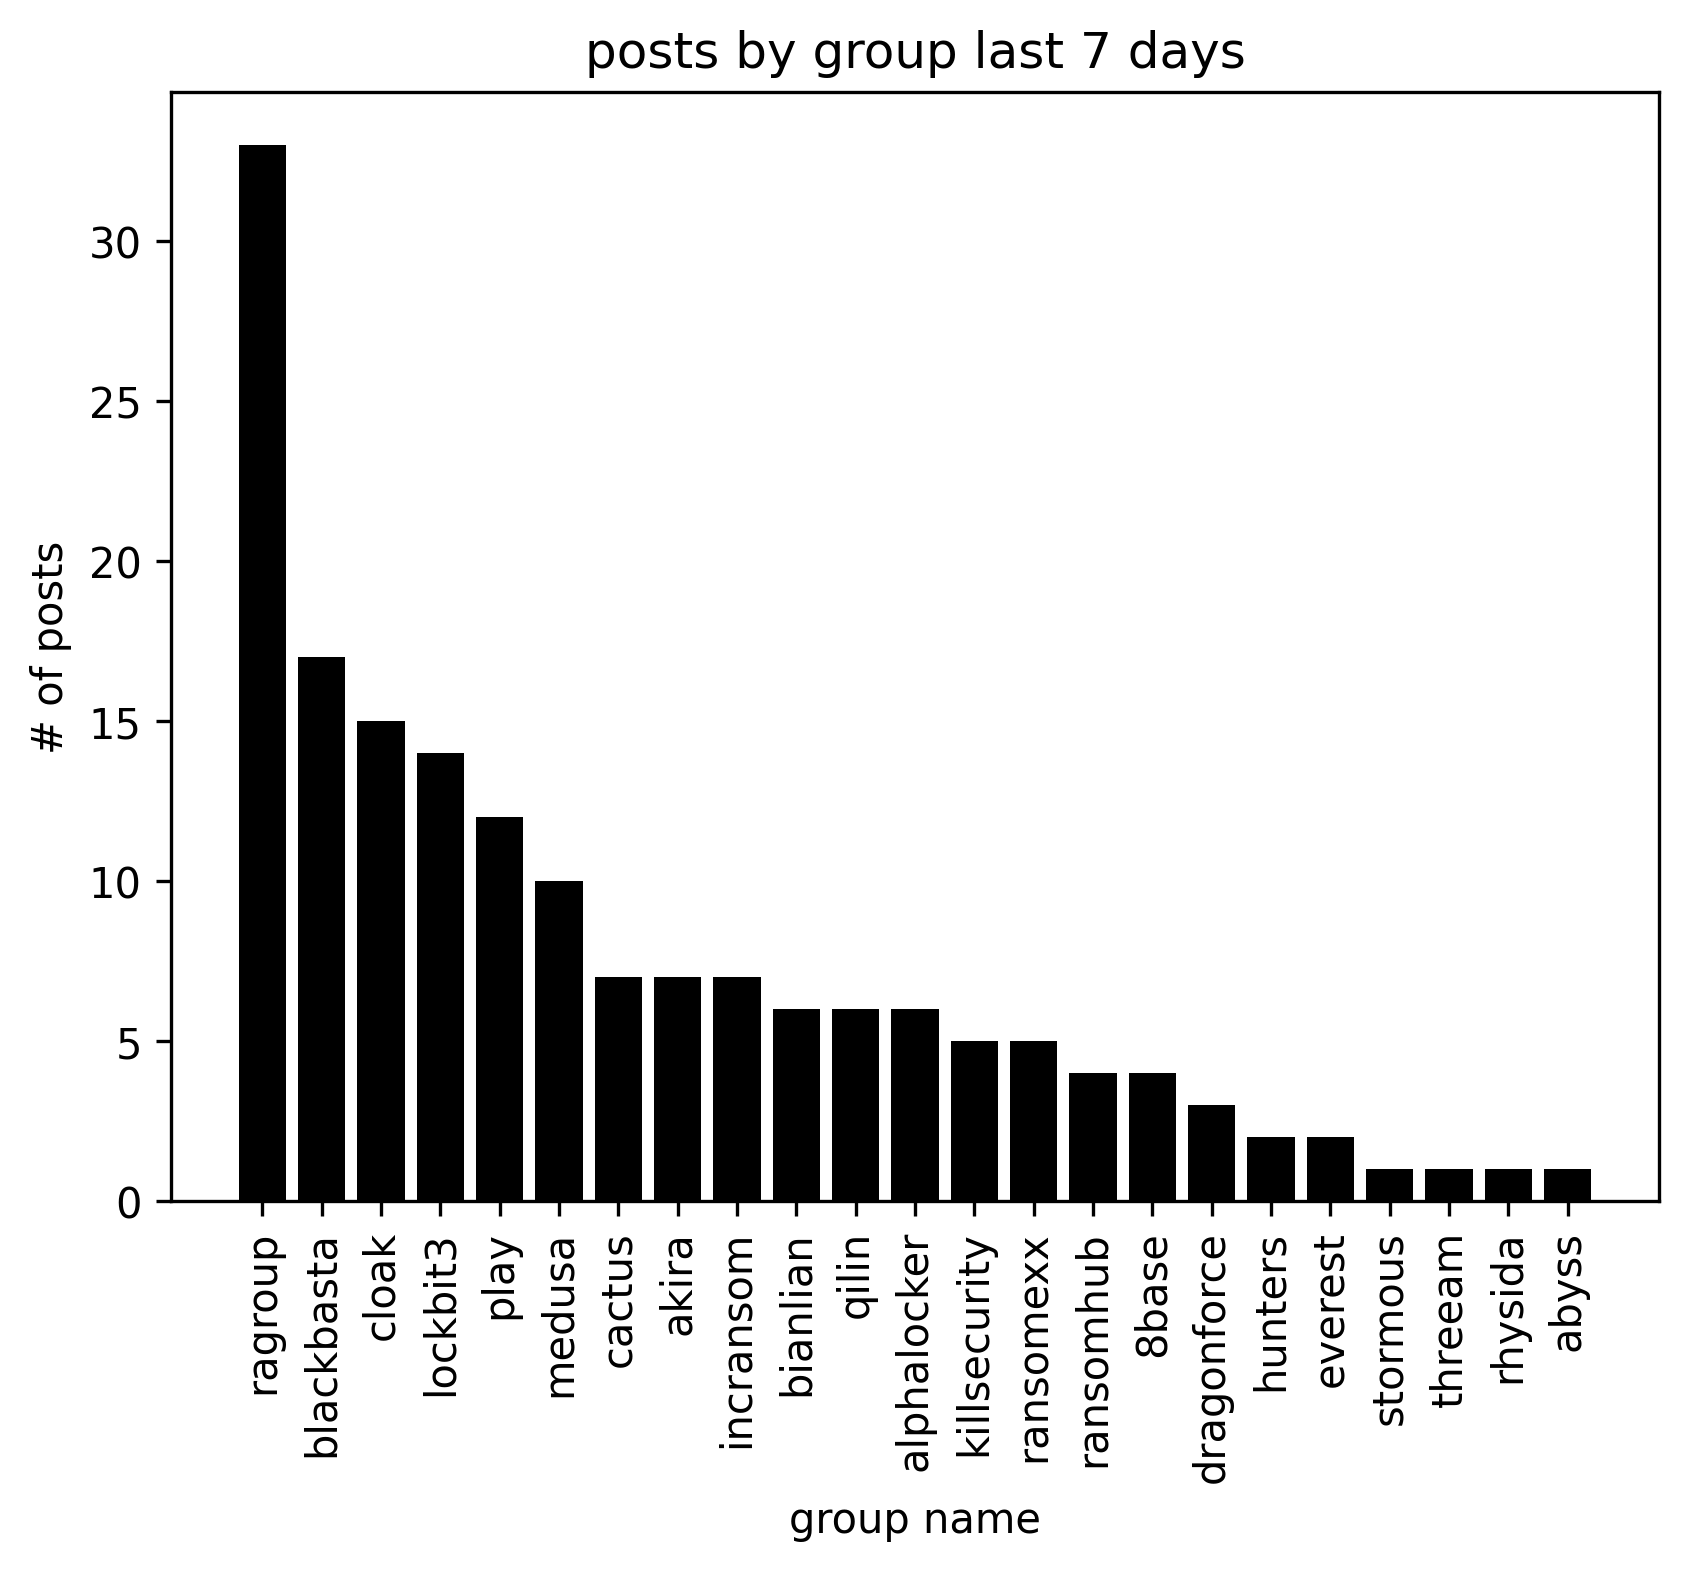 posts by group last 7 days
# of posts
30
25
20
15
10
5
0
ragroup
blackbasta
cloak
lockbit3
play
medusa
cactus
akira
incransom
bianlian
qilin
alphalocker
killsecurity
ransomexx
ransomhub
8base
dragonforce
hunters
everest
stormous
threeam
rhysida
abyss
group name